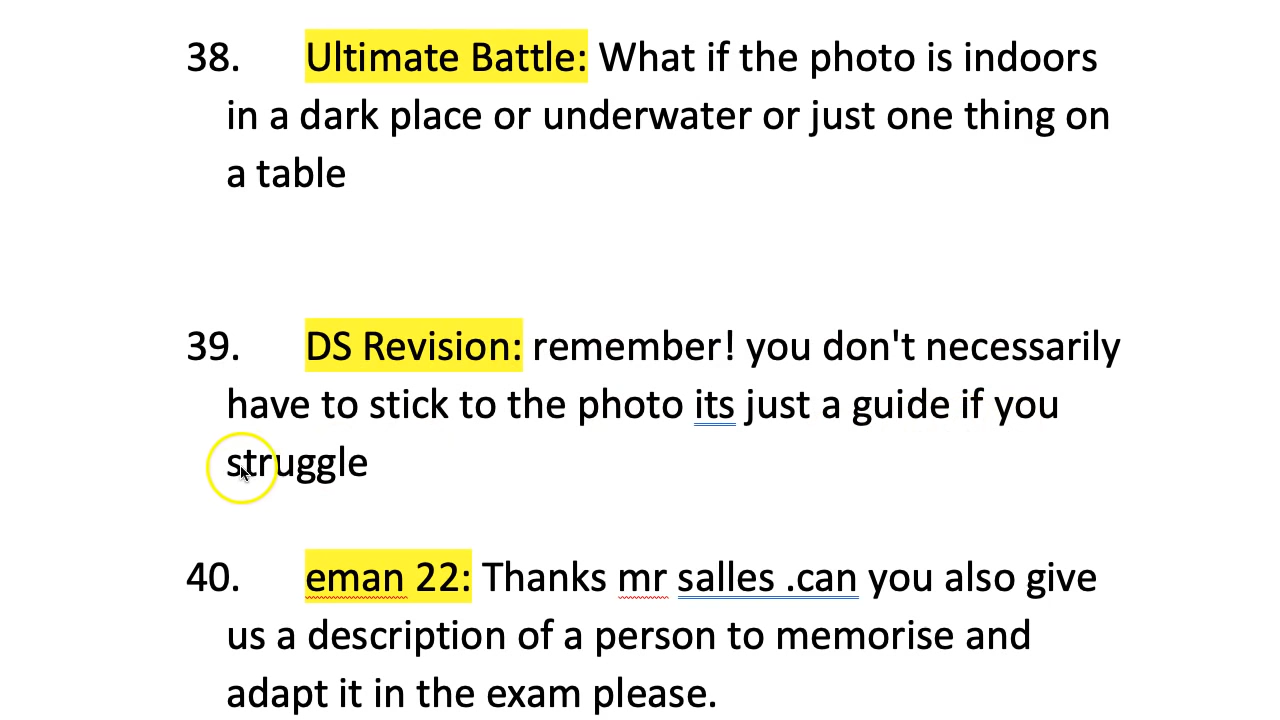 38. Ultimate Battle: What if the photo is indoors
in a dark place or underwater or just one thing on
a table
39. DS Revision: remember! you don't necessarily
have to stick to the photo its just a guide if you
struggle
40. eman 22: Thanks mr salles .can you also give
us a description of a person to memorise and
adapt it in the exam please.